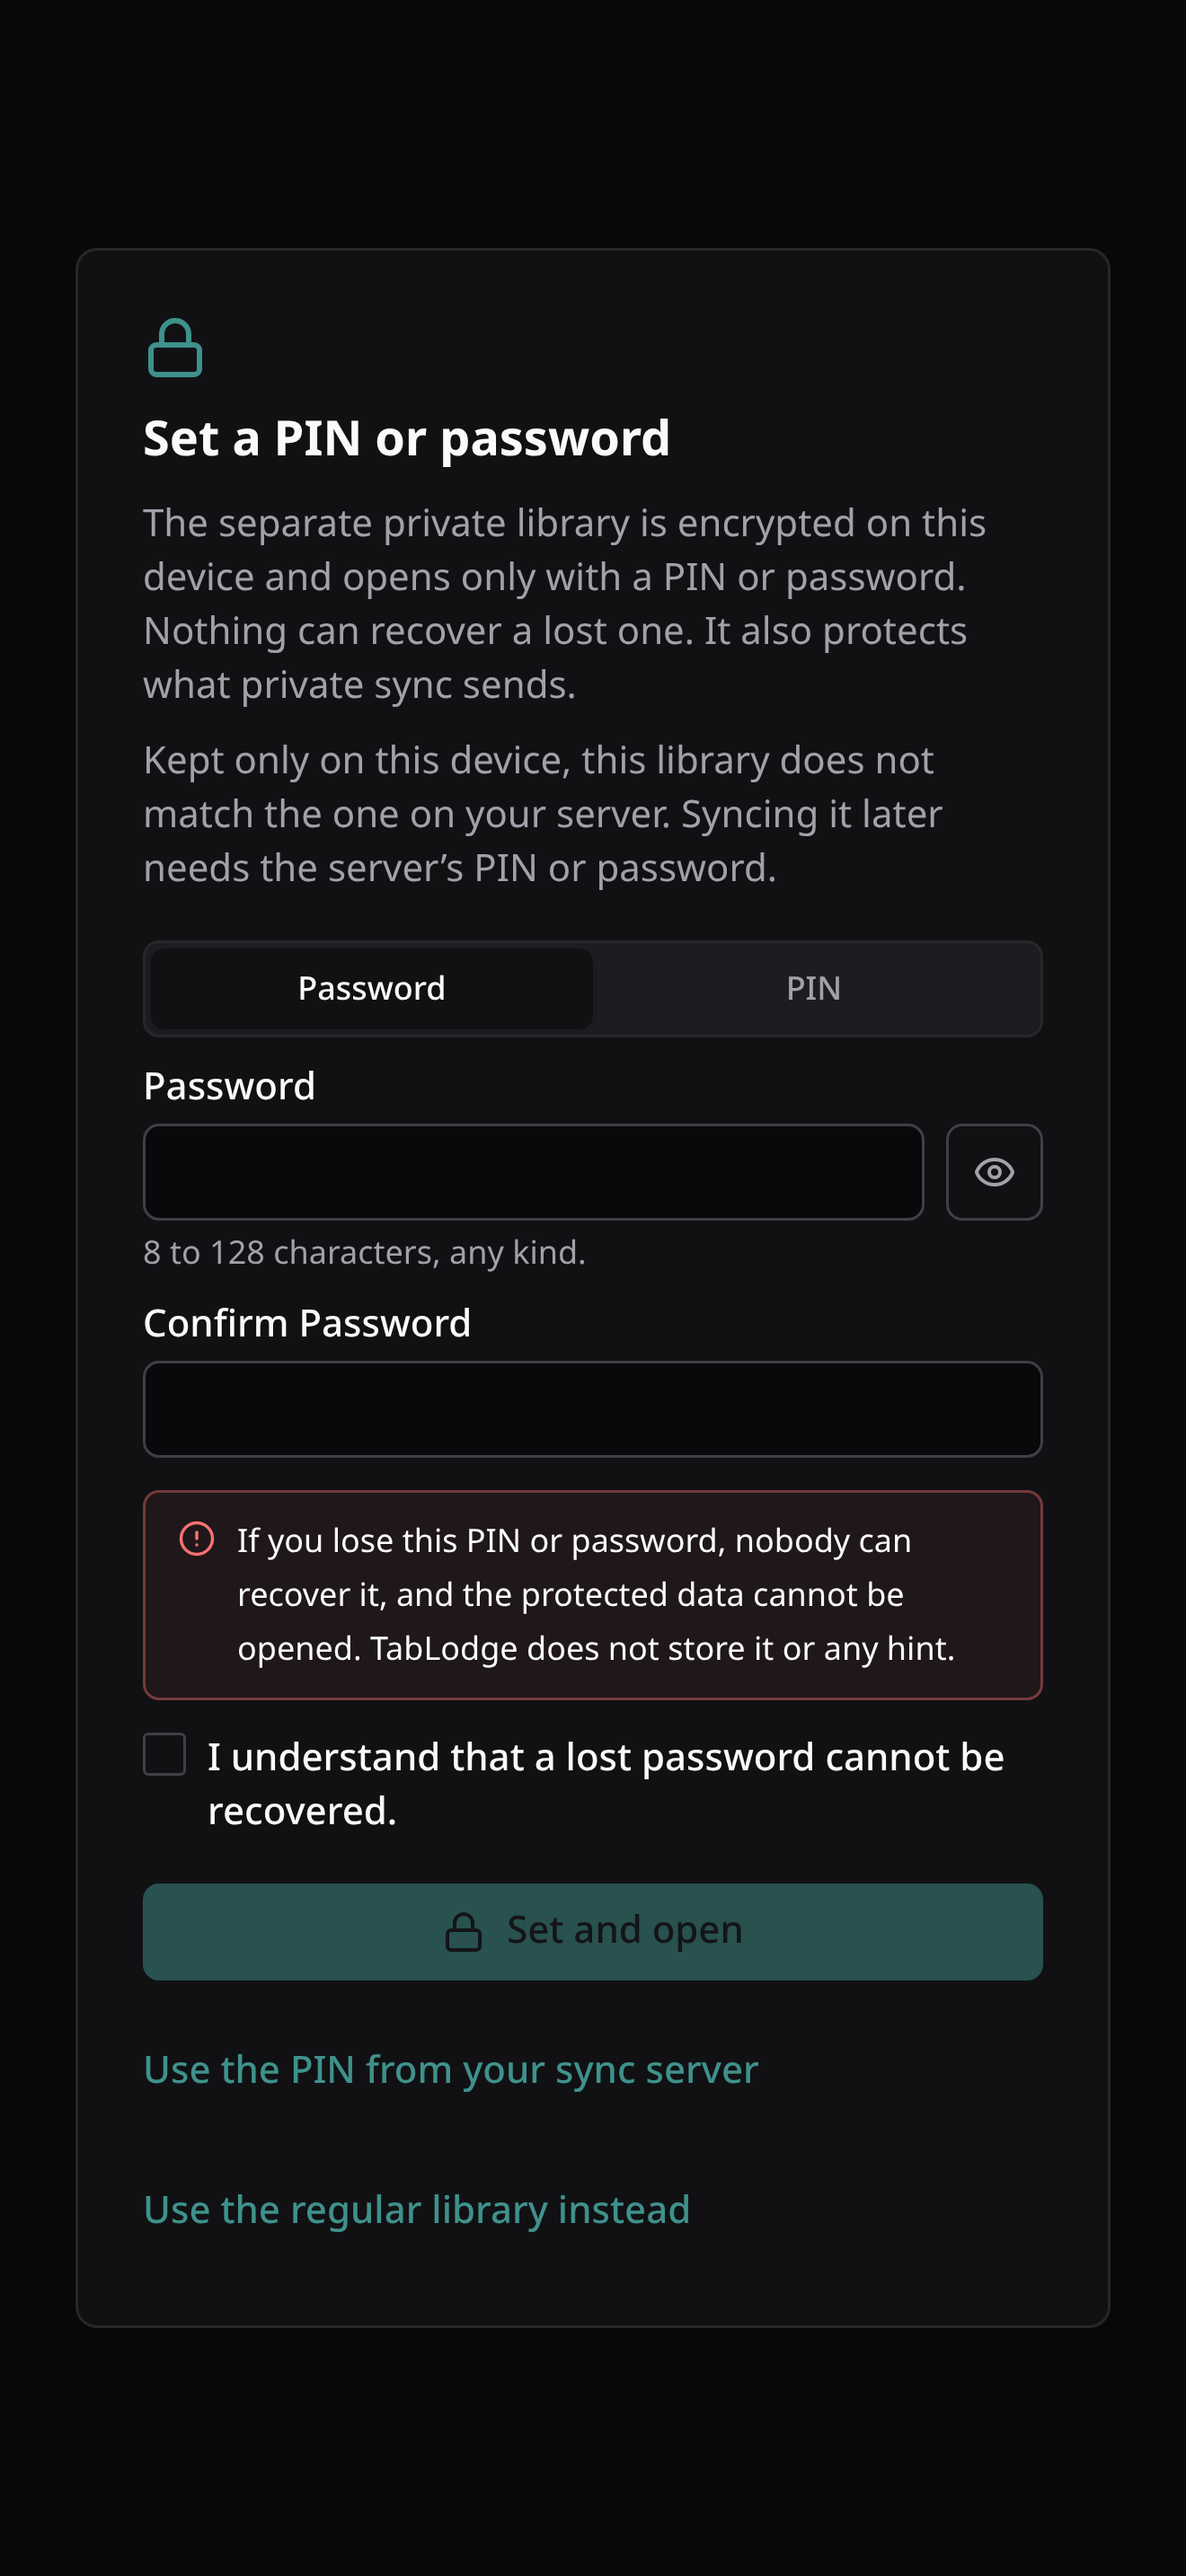 Set a PIN or password
The separate private library is encrypted on this
device and opens only with a PIN or password.
Nothing can recover a lost one. It also protects
what private sync sends.
Kept only on this device, this library does not
match the one on your server. Syncing it later
needs the server’s PIN or password.
Password
PIN
Password
8 to 128 characters, any kind.
Confirm Password
If you lose this PIN or password, nobody can
recover it, and the protected data cannot be
opened. TabLodge does not store it or any hint.
I understand that a lost password cannot be
recovered.
Set and open
Use the PIN from your sync server
Use the regular library instead